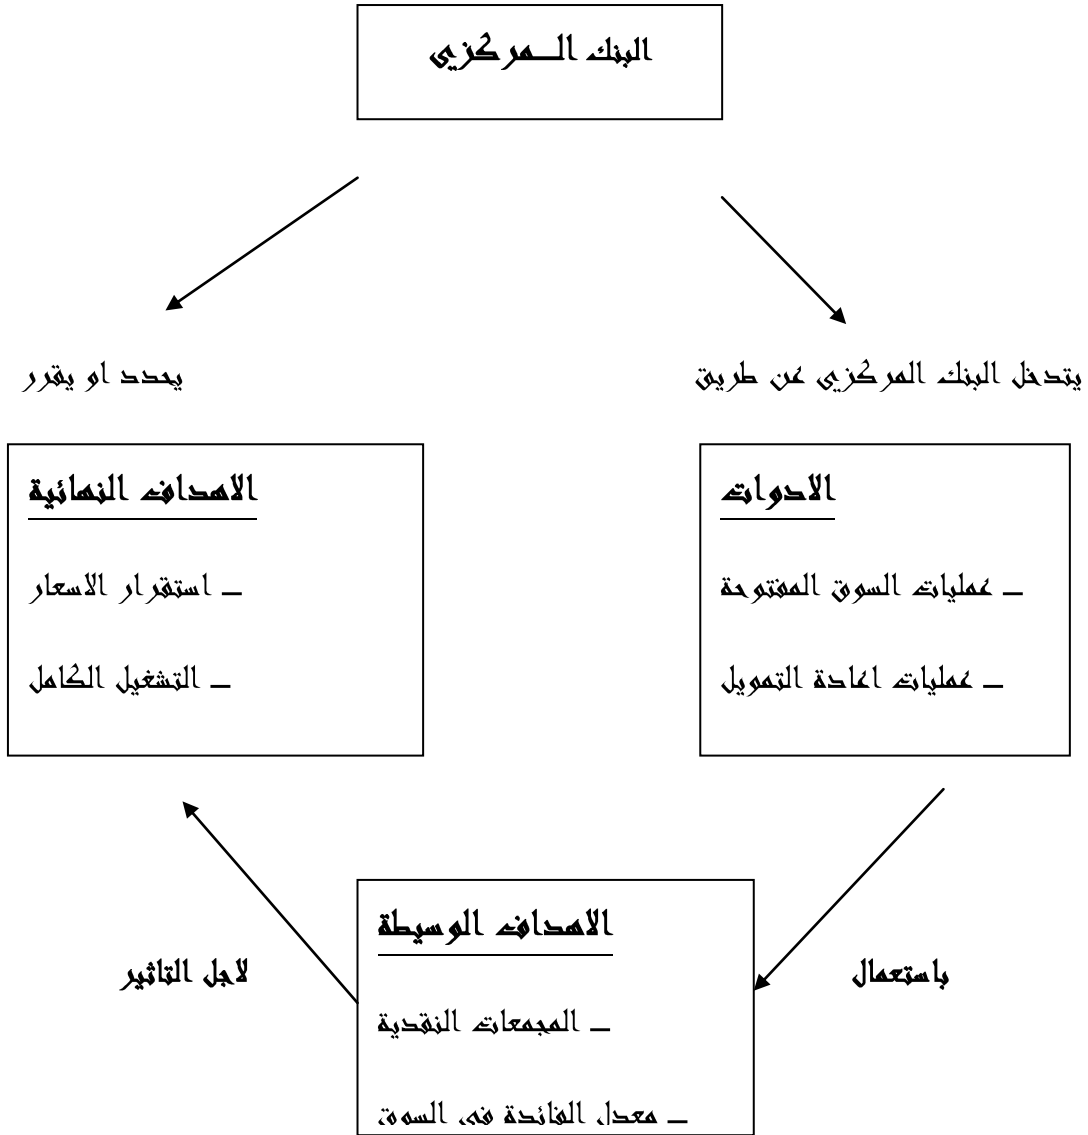 البنك الـــمركزي
يتدخل البنك المركزي عن طريق
يحدد او يقرر
الادوات
_ عمليات السوق المفتوحة
_ عمليات اعادة التمويل
الاهداف النهائية
_ استقرار الاسعار
_ التشغيل الكامل
باستعمال
الاهداف الوسيطة
_ المجمعات النقدية
_ معدل الفائدة في السوق
لاجل التاثير